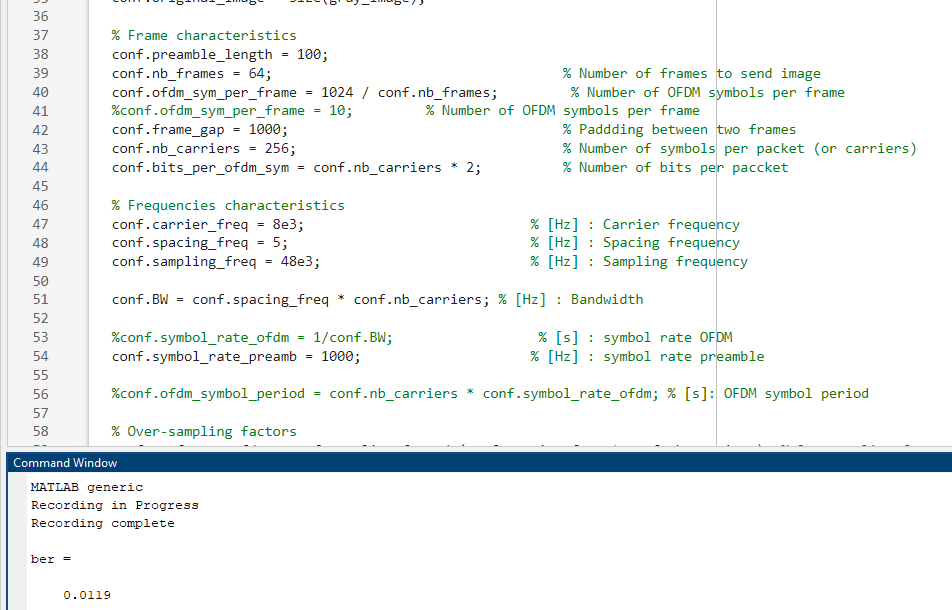 36
37 % Frame characteristics
38 conf.preamble_length = 100;
39 conf.nb_frames = 64; % Number of frames to send image
40 conf.ofdm_sym_per_frame = 1024 / conf.nb_frames; % Number of OFDM symbols per frame
41 %conf.ofdm_sym_per_frame = 10; % Number of OFDM symbols per frame
42 conf.frame_gap = 1000; % Paddding between two frames
43 conf.nb_carriers = 256; % Number of symbols per packet (or carriers)
44 conf.bits_per_ofdm_sym = conf.nb_carriers * 2; % Number of bits per paccket
45
46 % Frequencies characteristics
47 conf.carrier_freq = 8e3; % [Hz] : Carrier frequency
48 conf.spacing_freq = 5; % [Hz] : Spacing frequency
49 conf.sampling_freq = 48e3; % [Hz] : Sampling frequency
50
51 conf.BW = conf.spacing_freq * conf.nb_carriers; % [Hz] : Bandwidth
52
53 %conf.symbol_rate_ofdm = 1/conf.BW; % [s] : symbol rate OFDM
54 conf.symbol_rate_preamb = 1000; % [Hz] : symbol rate preamble
55
56 %conf.ofdm_symbol_period = conf.nb_carriers * conf.symbol_rate_ofdm; % [s]: OFDM symbol period
57
58 % Over-sampling factors
Command Window
MATLAB generic
Recording in Progress
Recording complete
ber =
0.0119